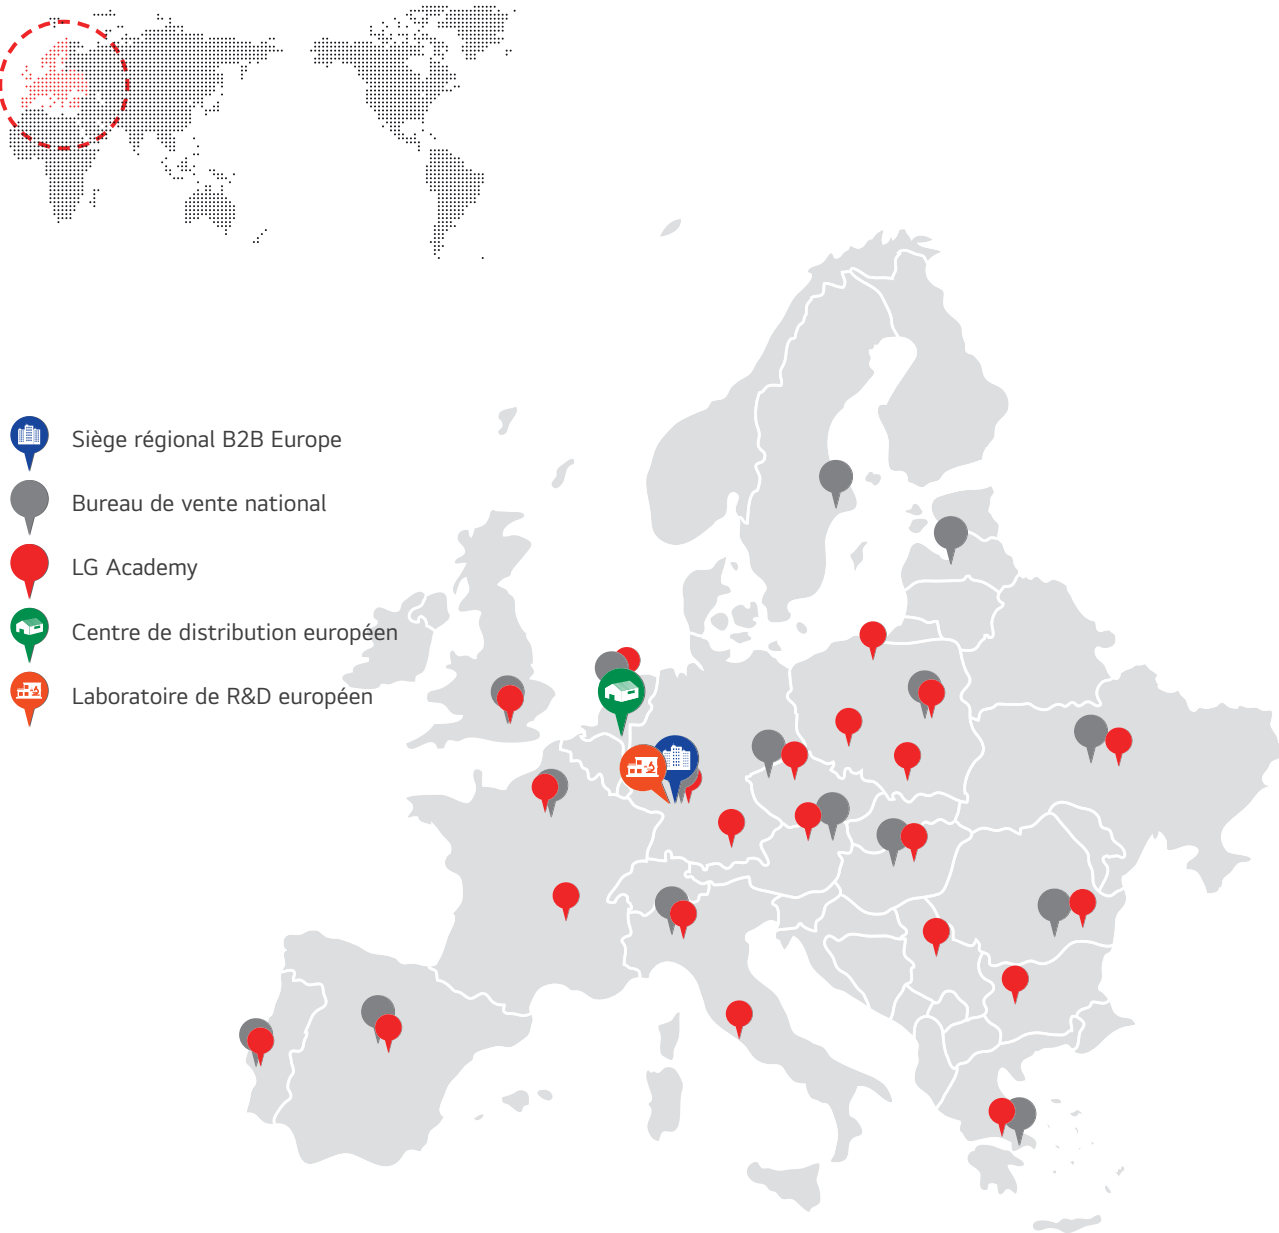 Siège régional B2B Europe
Bureau de vente national
LG Academy
Centre de distribution européen
Laboratoire de R&D européen